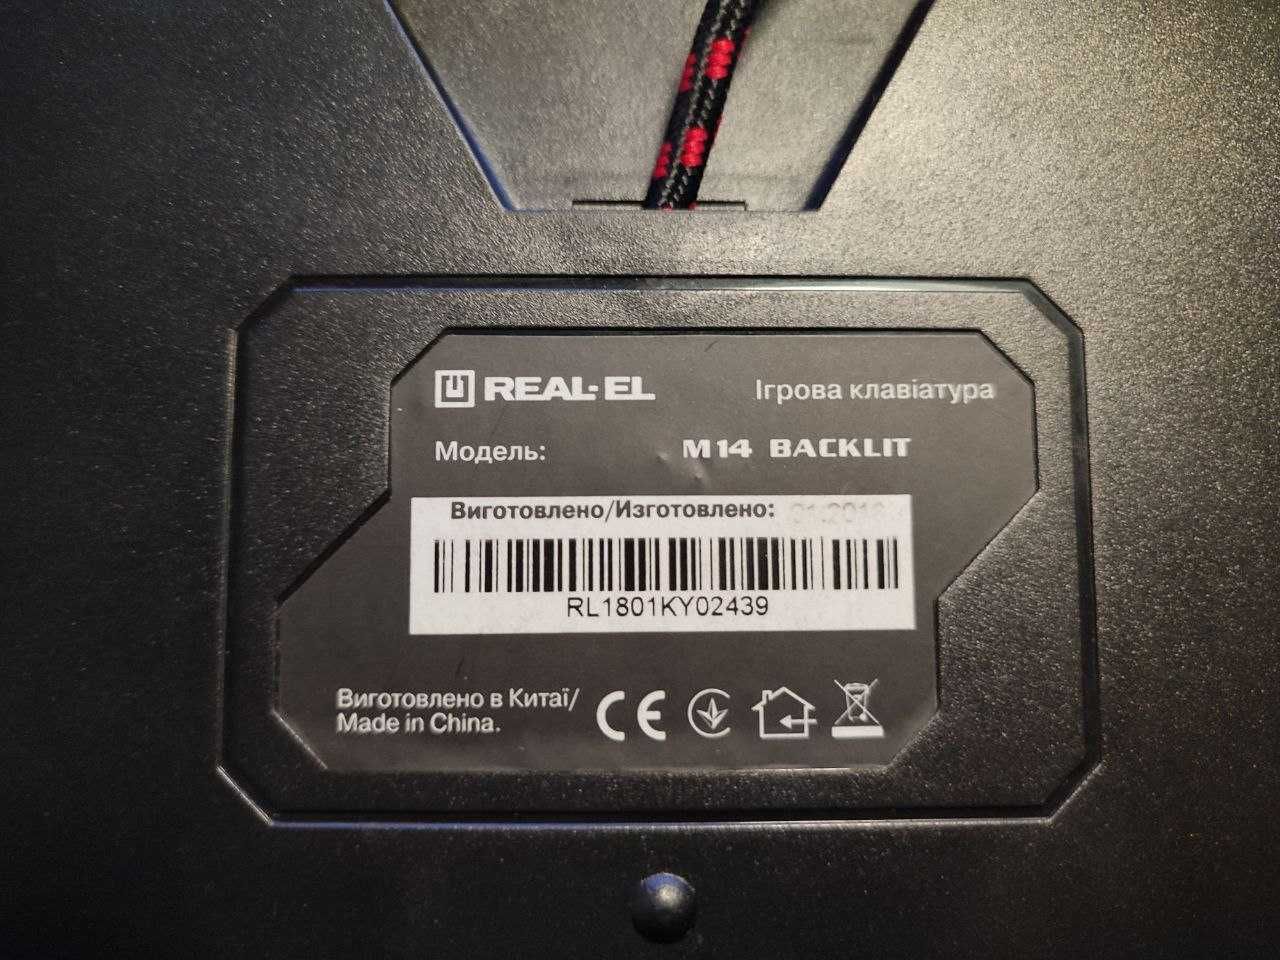 REAL-EL
Ігрова клавіатура
Модель:
M14 BACKLIT
Виготовлено/Изготовлено:
RL1801KY02439
Виготовлено в Китаї/
Made in China.
CE